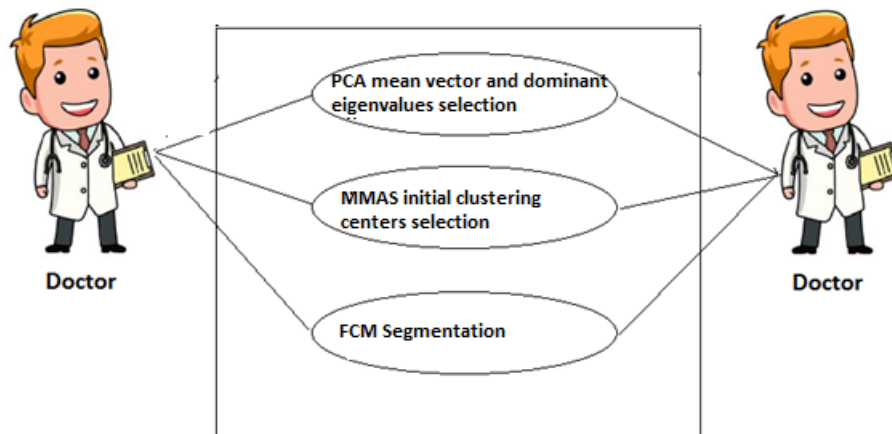 PCA mean vector and dominant
eigenvalues selection
MMAS initial clustering
centers selection
FCM Segmentation
Doctor
Doctor